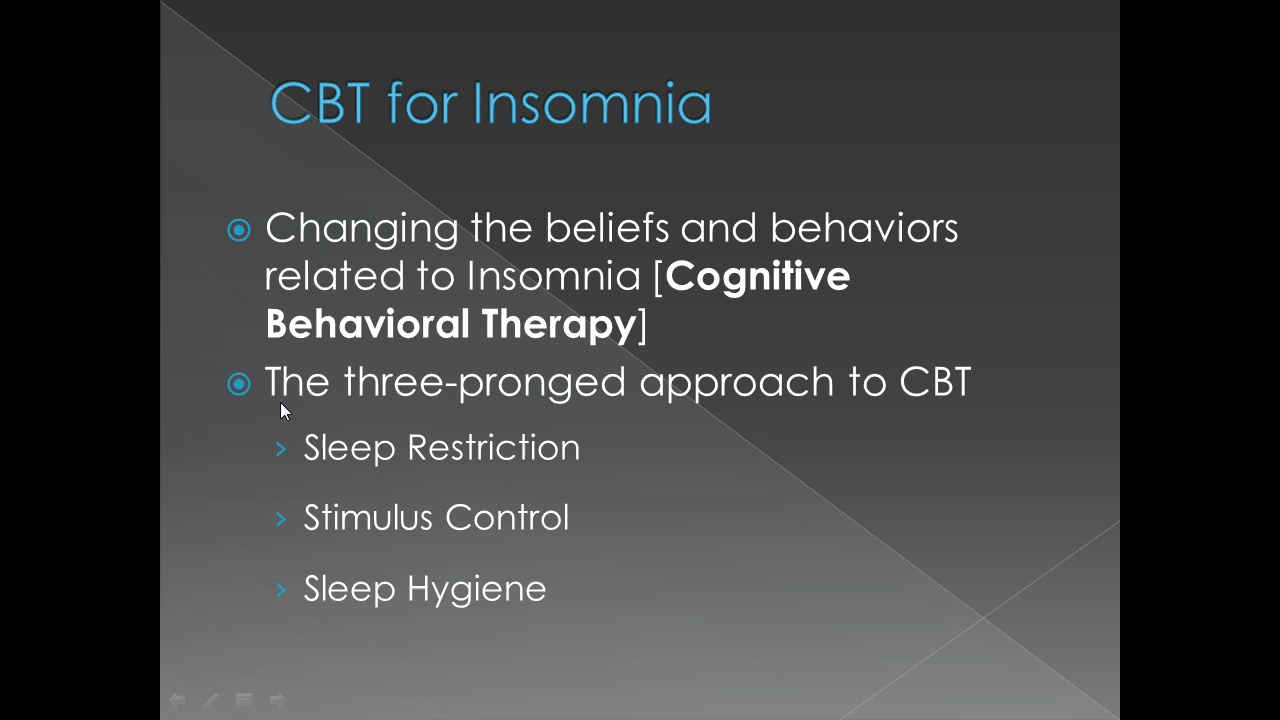 CBT for Insomnia
Changing the beliefs and behaviors
related to Insomnia [Cognitive
Behavioral Therapy]
The three-pronged approach to CBT
Sleep Restriction
Stimulus Control
Sleep Hygiene